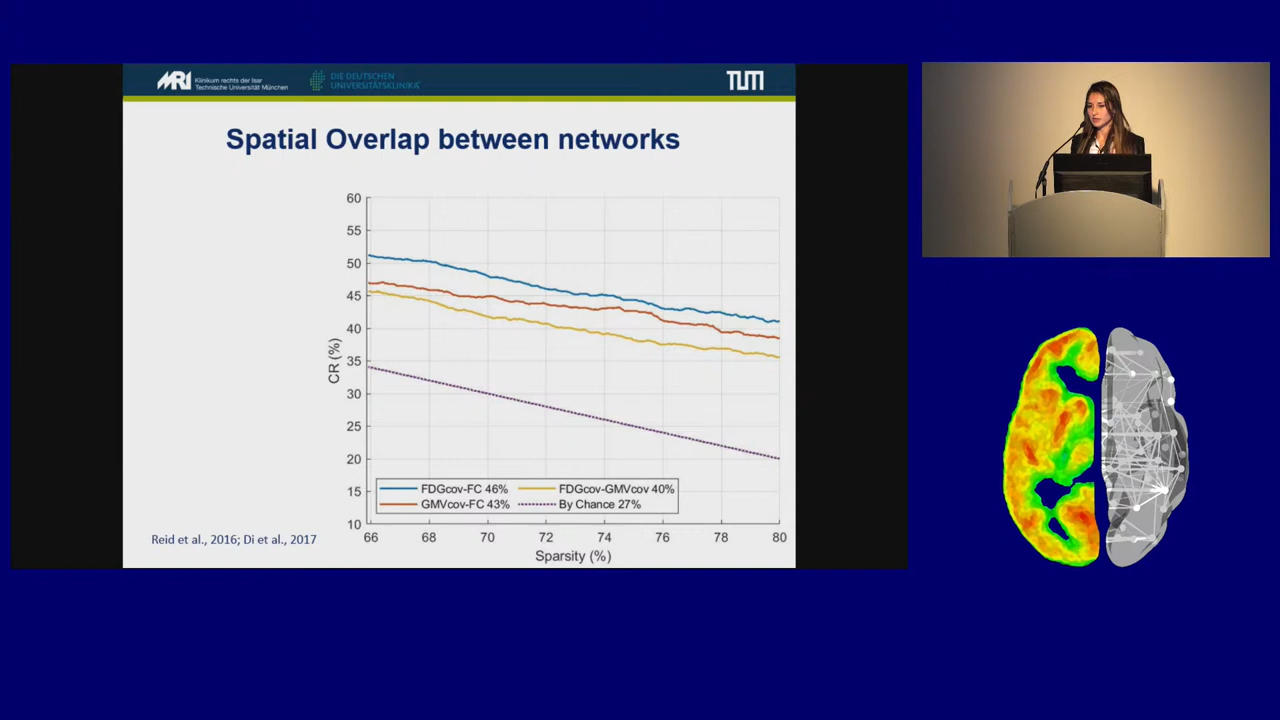 MRI
Klinikum rechts der Isar
Technische Universität München
DIE DEUTSCHEN
UNIVERSITÄTSKLINIKA
TUM
Spatial Overlap between networks
60
55
50
45
40
35
30
25
20
15
10
CR (%)
FDGcov-FC 46%
FDGcov-GMVcov 40%
GMVcov-FC 43%
By Chance 27%
66 68 70 72 74 76 78 80
Sparsity (%)
Reid et al., 2016; Di et al., 2017